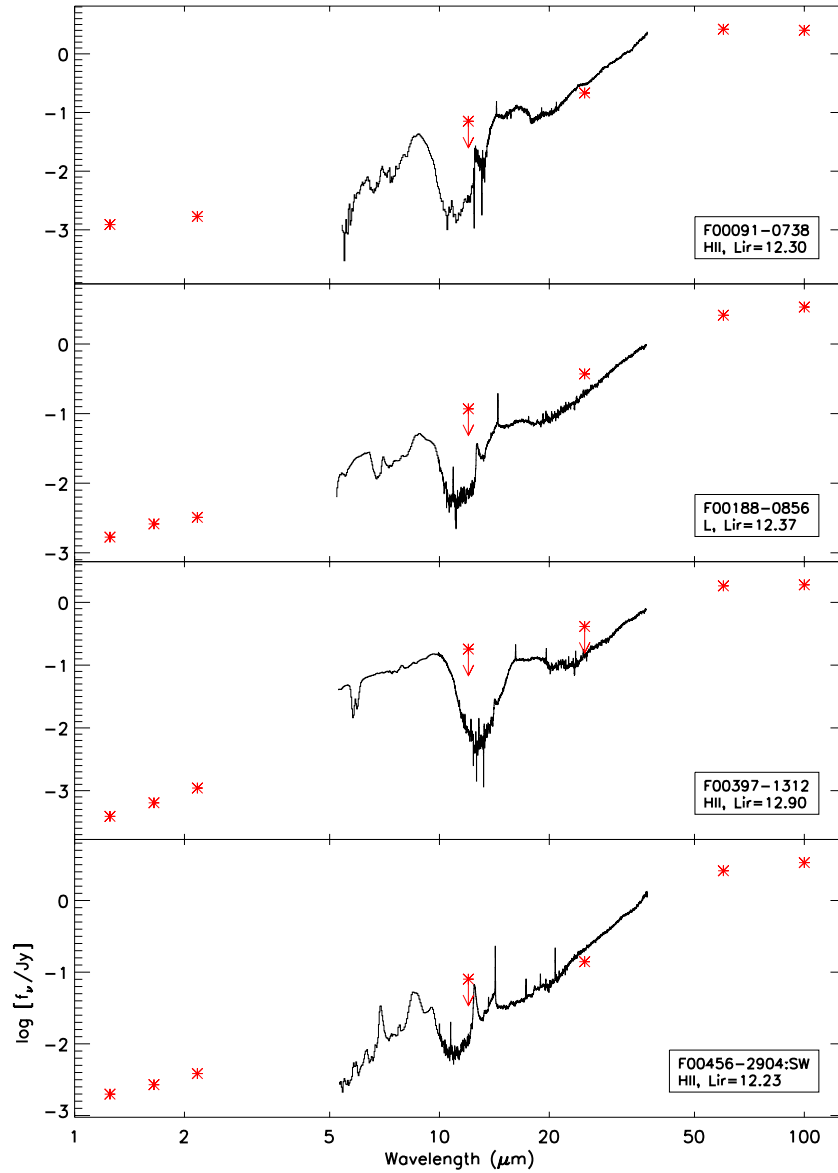 0
-1
-2
-3
F00091-0738
HII, Lir=12.30
0
-1
-2
-3
F00188-0856
L, Lir=12.37
0
-1
-2
-3
F00397-1312
HII, Lir=12.90
0
-1
-2
-3
log [fν/Jy]
F00456-2904:SW
HII, Lir=12.23
1 2 5 10 20 50 100
Wavelength (μm)